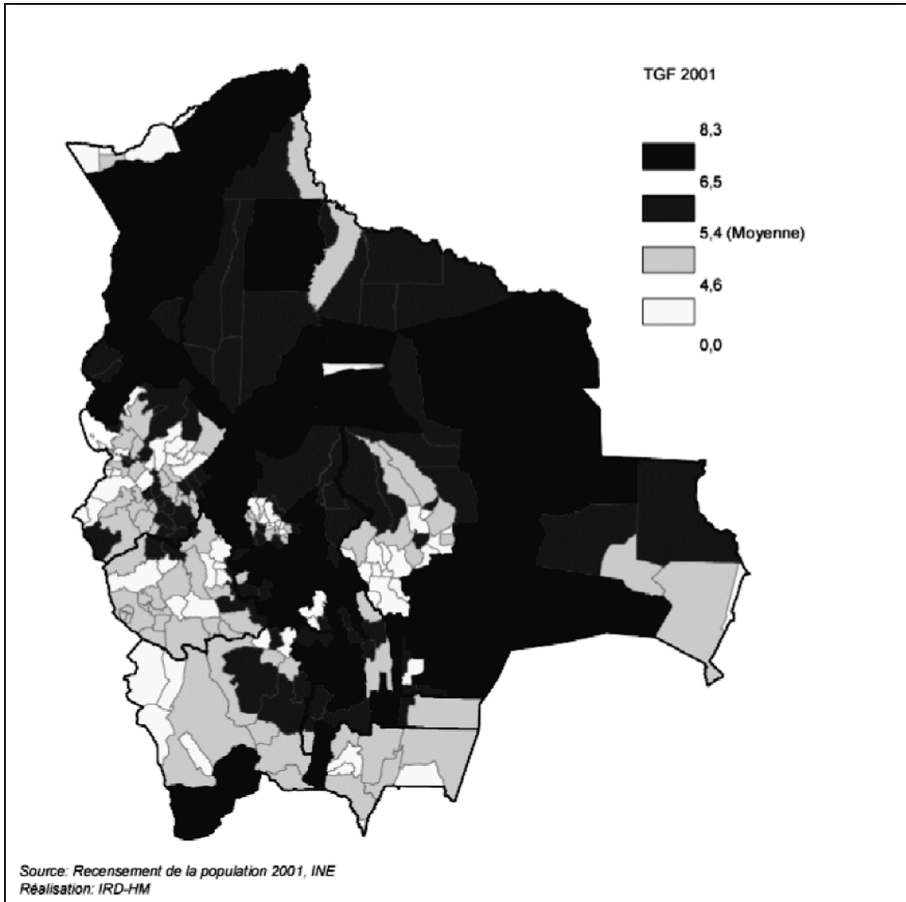 TGF 2001
8,3
6,5
5,4 (Moyenne)
4,6
0,0
Source: Recensement de la population 2001, INE
Réalisation: IRD-HM